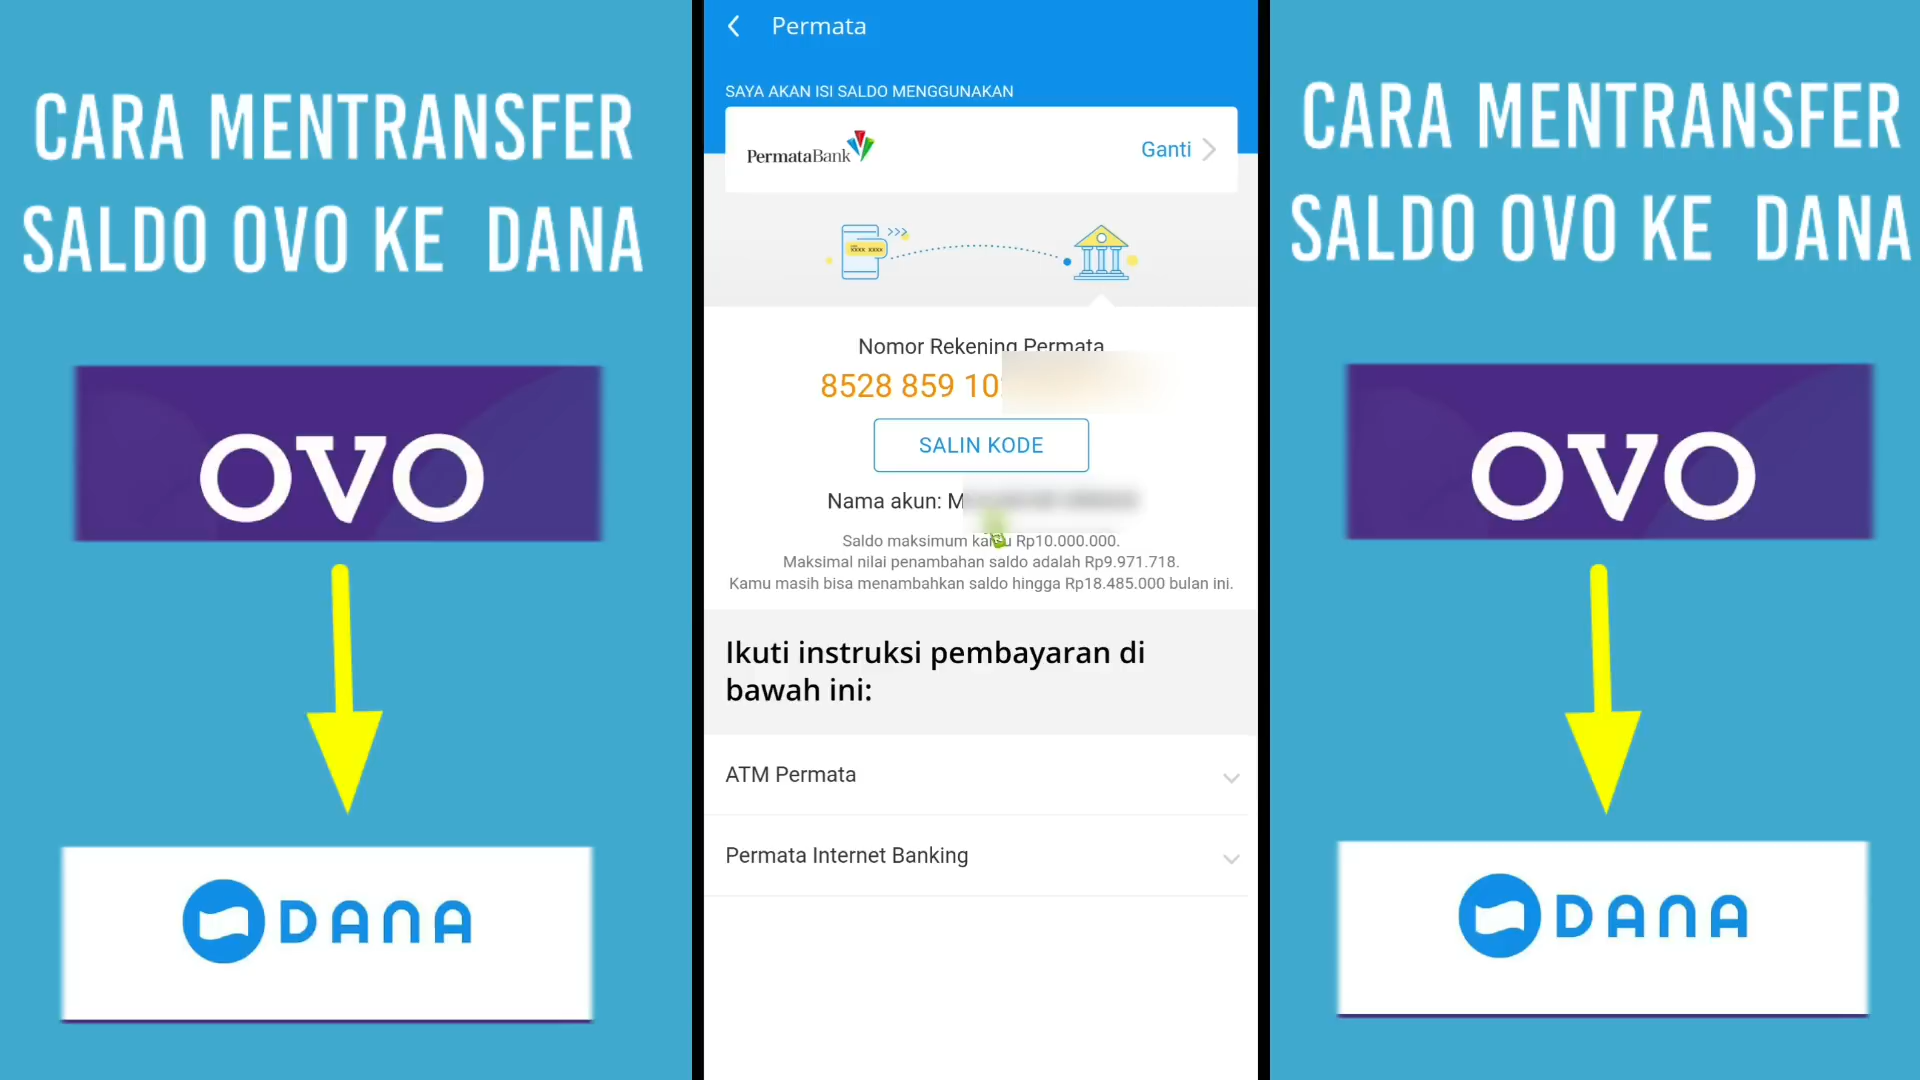 CARA MENTRANSFER
SALDO OVO KE DANA
OVO
DANA
Permata
SAYA AKAN ISI SALDO MENGGUNAKAN
PermataBank
Ganti
Nomor Rekening Permata
8528 859 10
SALIN KODE
Nama akun: M
Saldo maksimum kamu Rp10.000.000.
Maksimal nilai penambahan saldo adalah Rp9.971.718.
Kamu masih bisa menambahkan saldo hingga Rp18.485.000 bulan ini.
Ikuti instruksi pembayaran di
bawah ini:
ATM Permata
Permata Internet Banking
CARA MENTRANSFER
SALDO OVO KE DANA
OVO
DANA